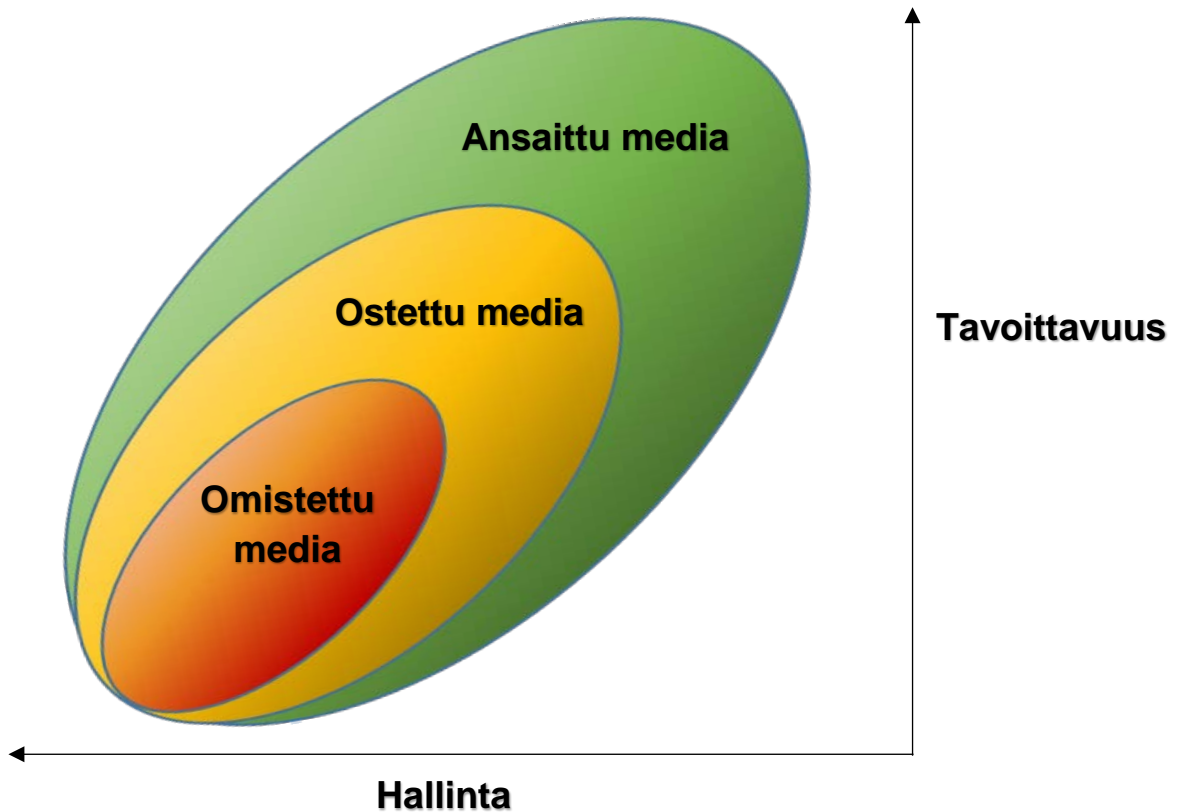 Ansaittu media
Ostettu media
Tavoittavuus
Omistettu
media
Hallinta